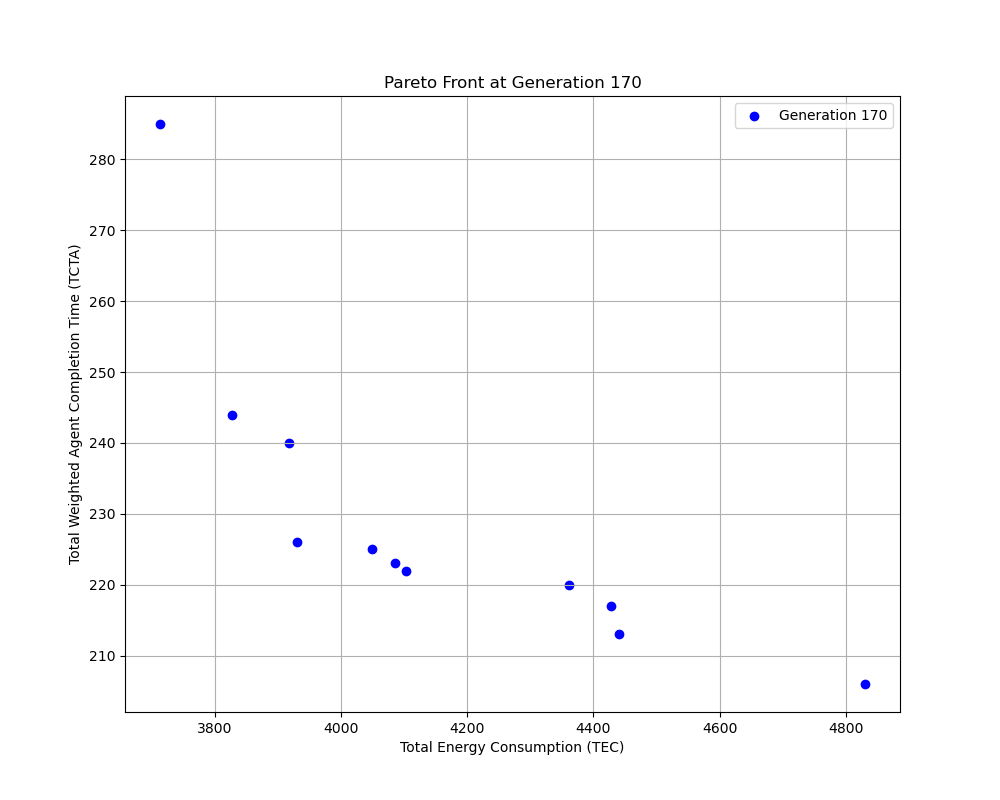 Pareto Front at Generation 170
Generation 170
280
270
260
250
240
230
220
210
Total Weighted Agent Completion Time (TCTA)
3800 4000 4200 4400 4600 4800
Total Energy Consumption (TEC)